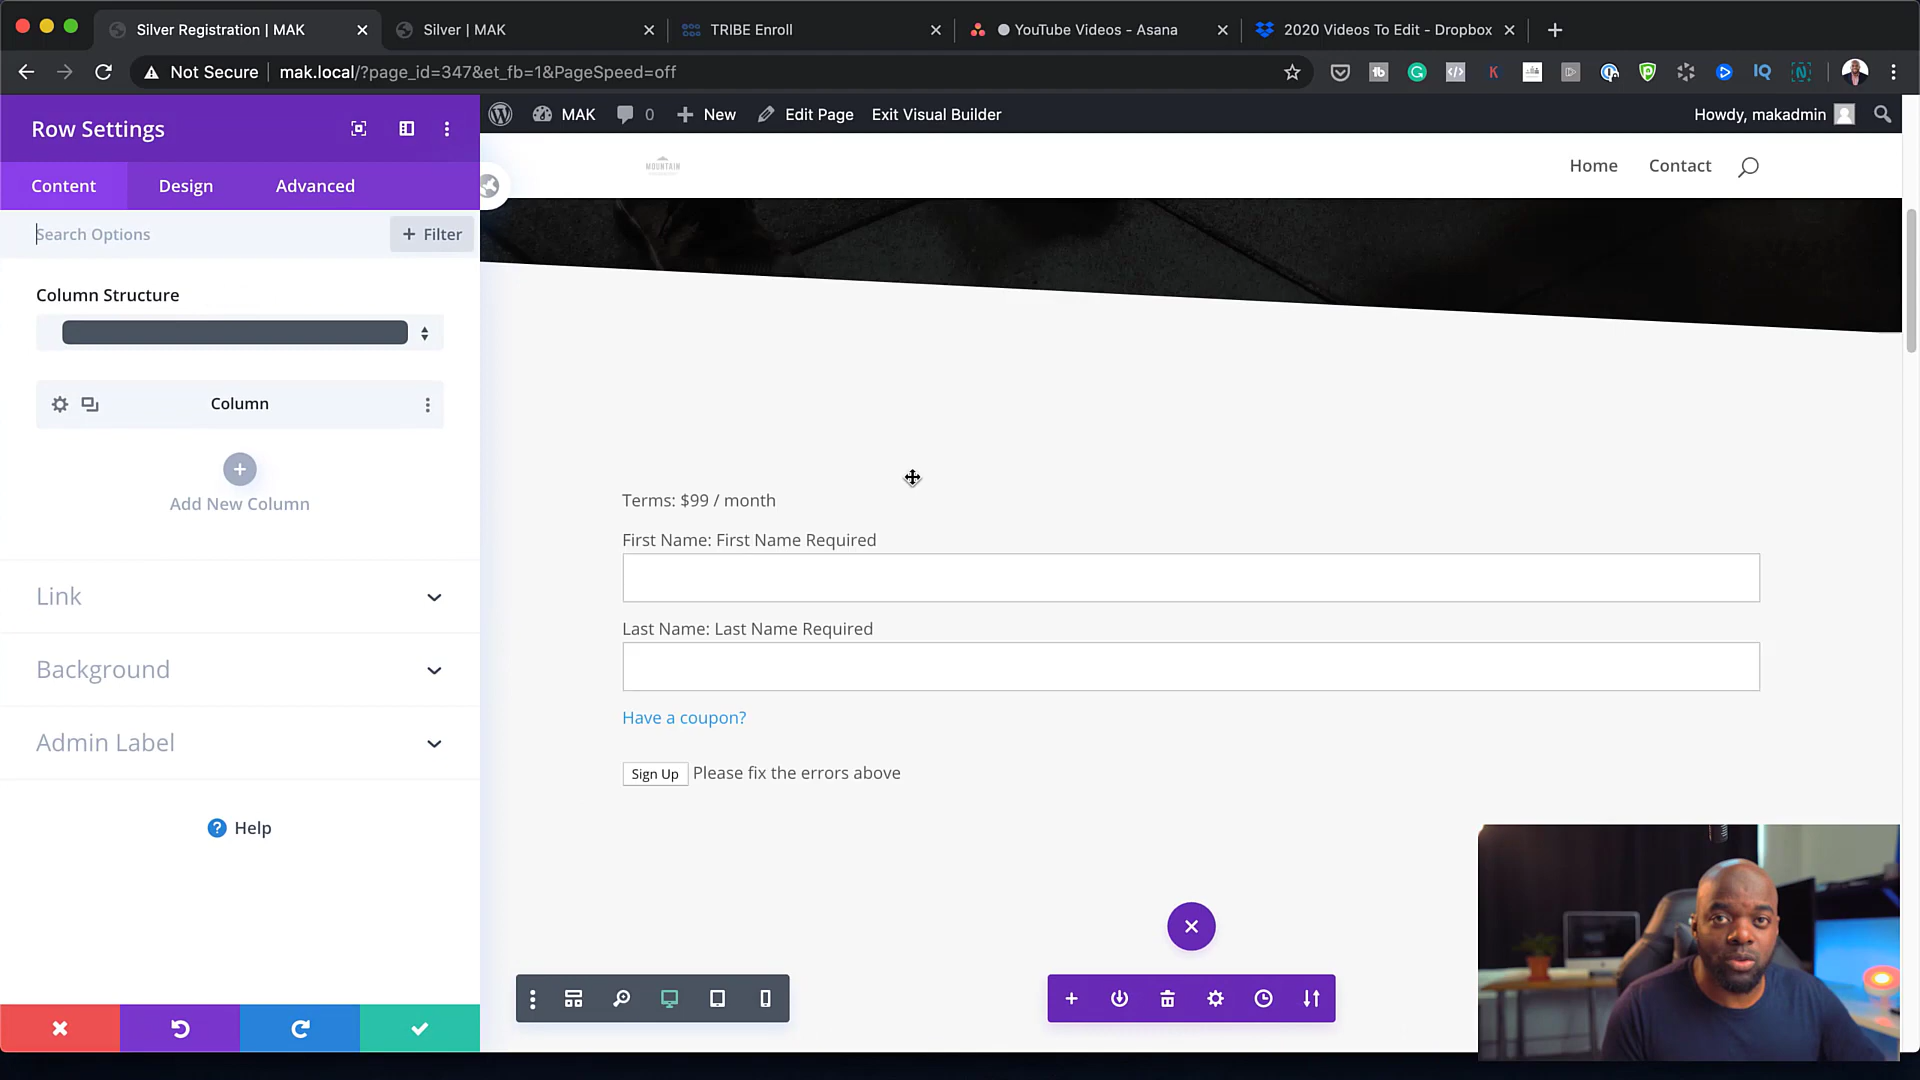 Silver Registration | MAK
Silver | MAK
TRIBE Enroll
YouTube Videos - Asana
2020 Videos To Edit - Dropbox
Not Secure
mak.local/?page_id=347&et_fb=1&PageSpeed=off
Row Settings
MAK
0
New
Edit Page
Exit Visual Builder
Howdy, makadmin
Content
Design
Advanced
MOUNTAIN
Home
Contact
Search Options
+ Filter
Column Structure
Column
Add New Column
Terms: $99 / month
First Name: First Name Required
Last Name: Last Name Required
Have a coupon?
Sign Up
Please fix the errors above
Link
Background
Admin Label
Help